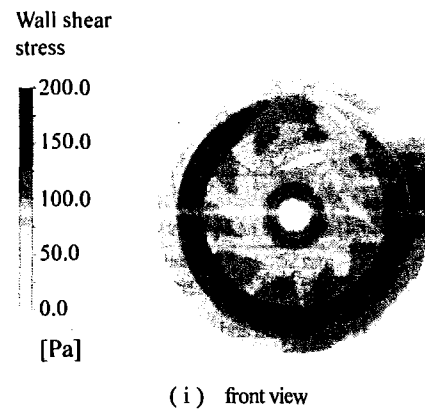 Wall shear
stress
200.0
150.0
100.0
50.0
0.0
[Pa]
( i ) front view